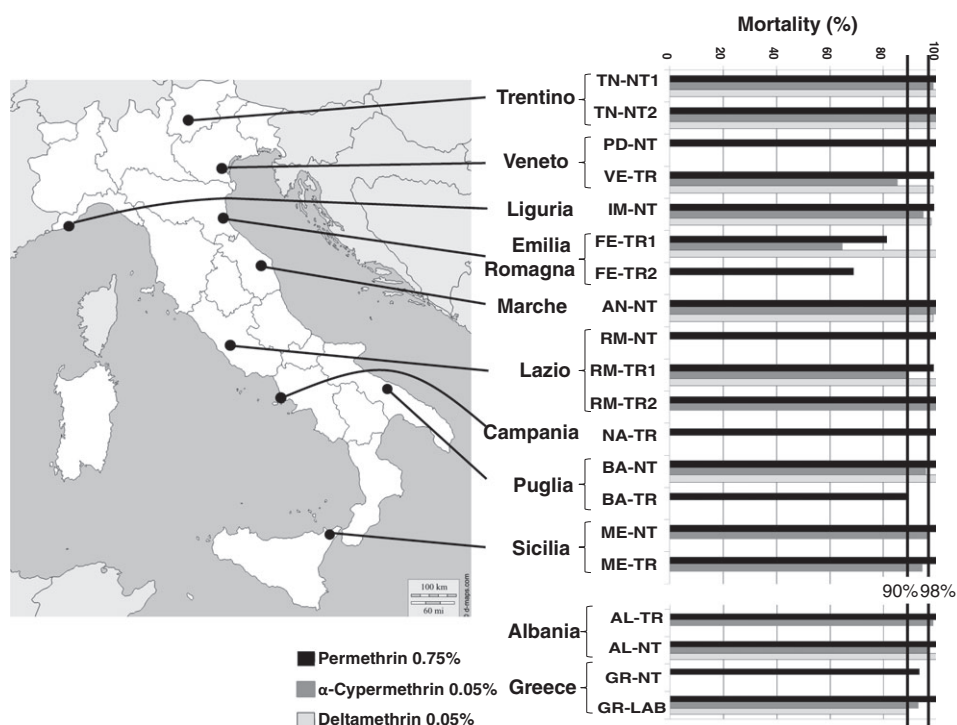 Mortality (%)
0 20 40 60 80 100
Trentino
TN-NT1
TN-NT2
Veneto
PD-NT
VE-TR
Liguria
IM-NT
Emilia
Romagna
FE-TR1
FE-TR2
Marche
AN-NT
Lazio
RM-NT
RM-TR1
RM-TR2
Campania
NA-TR
Puglia
BA-NT
BA-TR
Sicilia
ME-NT
ME-TR
90% 98%
Albania
AL-TR
AL-NT
Greece
GR-NT
GR-LAB
100 km
60 mi
d-maps.com
Permethrin 0.75%
α-Cypermethrin 0.05%
Deltamethrin 0.05%